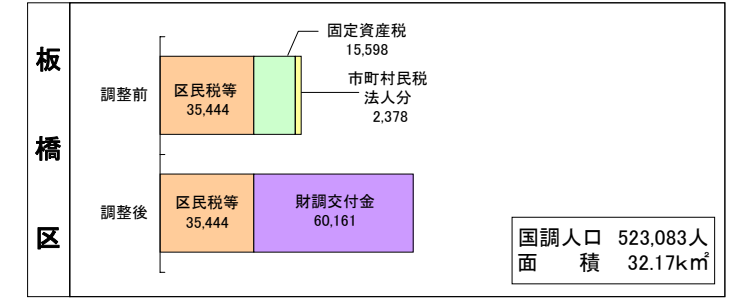 板橋区
固定資産税
15,598
市町村民税
法人分
2,378
調整前
区民税等
35,444
調整後
区民税等
35,444
財調交付金
60,161
国調人口 523,083人
面 積 32.17k㎡